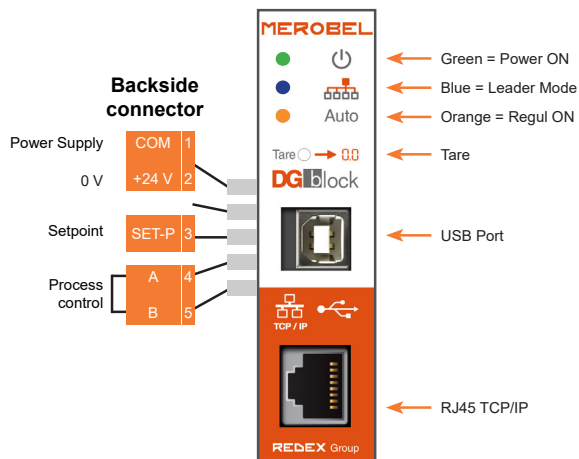 MEROBEL
Green = Power ON
Blue = Leader Mode
Auto
Orange = Regul ON
Tare
0.0
Tare
DG block
USB Port
TCP / IP
RJ45 TCP/IP
REDEX Group
Backside
connector
Power Supply
COM 1
0 V
+24 V 2
Setpoint
SET-P 3
Process
control
A 4
B 5